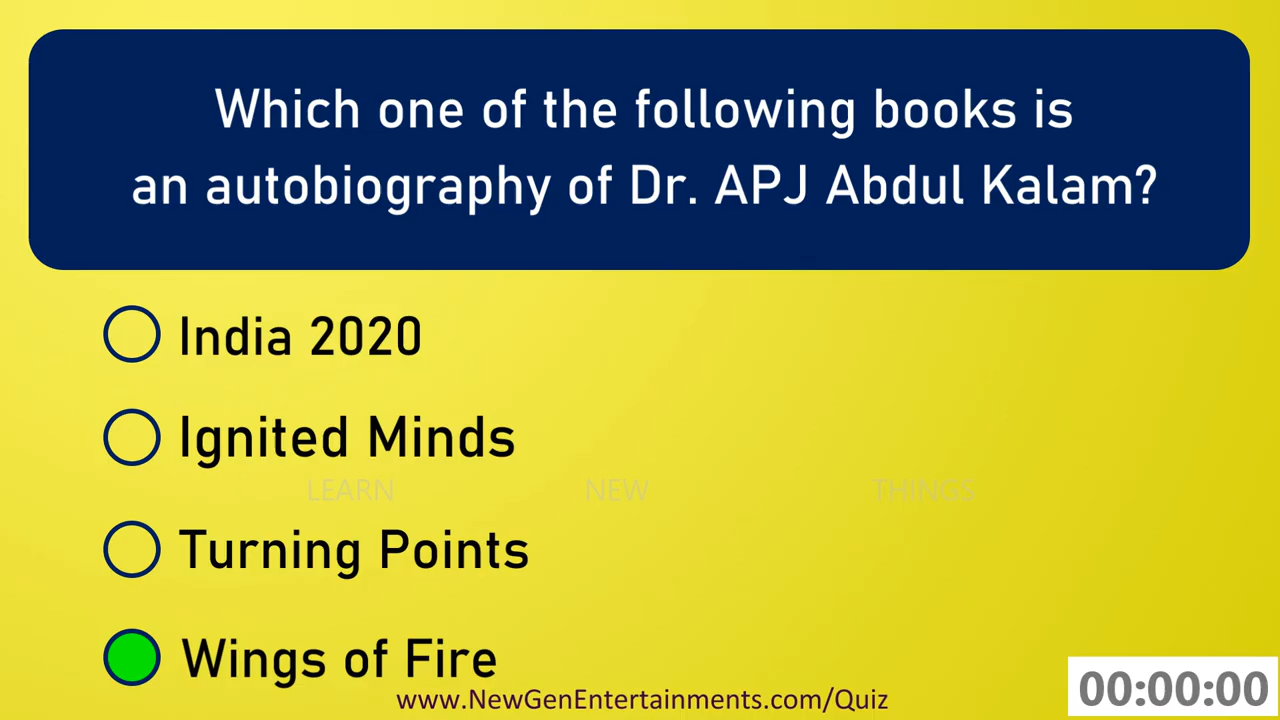 Which one of the following books is
an autobiography of Dr. APJ Abdul Kalam?
India 2020
Ignited Minds
LEARN NEW THINGS
Turning Points
Wings of Fire
www.NewGenEntertainments.com/Quiz
00:00:00